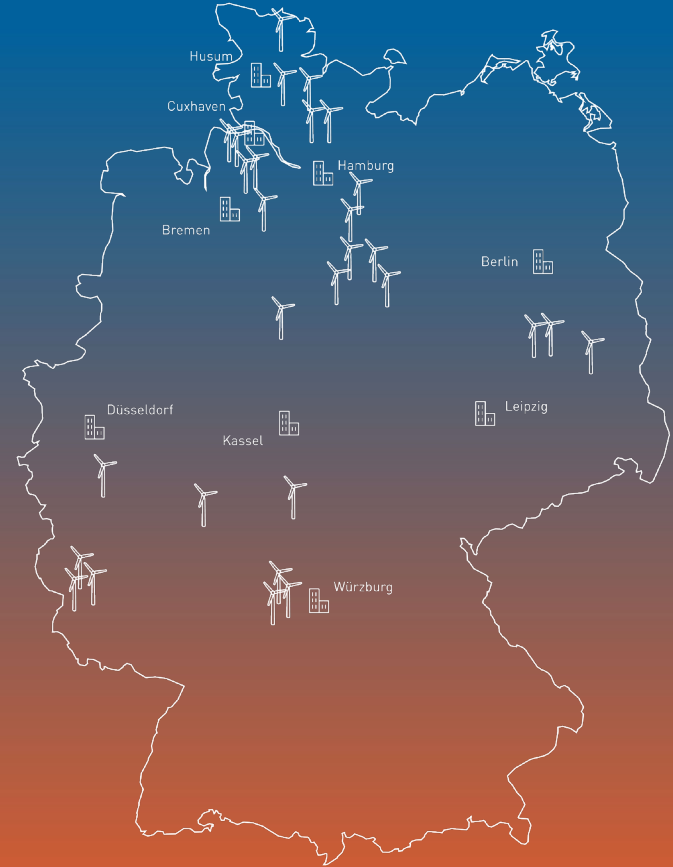 Husum
Cuxhaven
Hamburg
Bremen
Berlin
Düsseldorf
Leipzig
Kassel
Würzburg